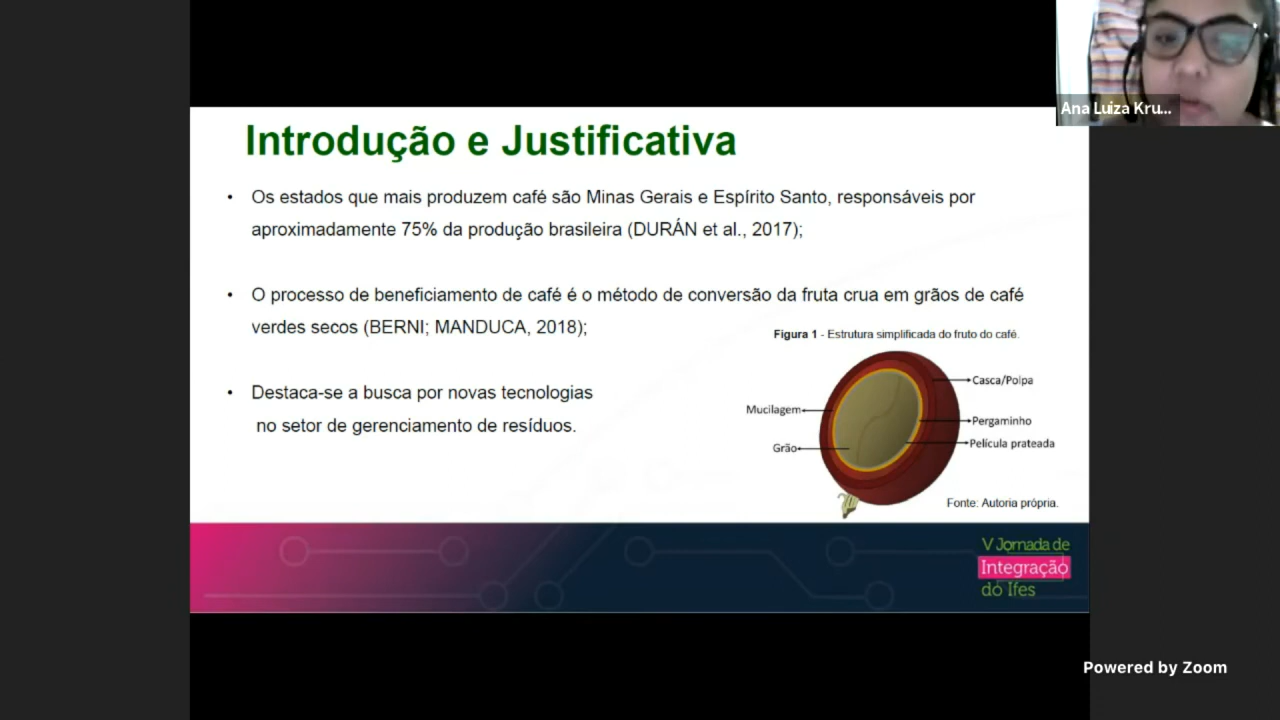 Ana Luiza Kru...
Introdução e Justificativa
• Os estados que mais produzem café são Minas Gerais e Espírito Santo, responsáveis por
aproximadamente 75% da produção brasileira (DURÁN et al., 2017);
• O processo de beneficiamento de café é o método de conversão da fruta crua em grãos de café
verdes secos (BERNI; MANDUCA, 2018);
Figura 1 - Estrutura simplificada do fruto do café.
• Destaca-se a busca por novas tecnologias
no setor de gerenciamento de resíduos.
Casca/Polpa
Mucilagem
Pergaminho
Película prateada
Grão
Fonte: Autoria própria.
V Jornada de
Integração
do Ifes
Powered by Zoom